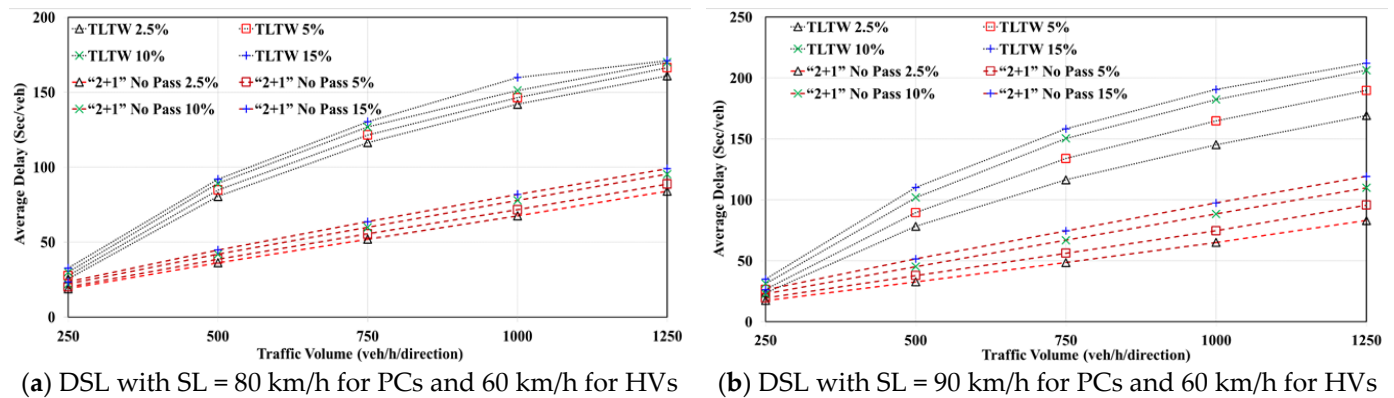 200
150
100
50
0
Average Delay (Sec/veh)
TLTW 2.5%
TLTW 5%
TLTW 10%
TLTW 15%
“2+1” No Pass 2.5%
“2+1” No Pass 5%
“2+1” No Pass 10%
“2+1” No Pass 15%
250
500
750
1000
1250
Traffic Volume (veh/h/direction)
(a) DSL with SL = 80 km/h for PCs and 60 km/h for HVs
250
200
150
100
50
0
Average Delay (Sec/veh)
TLTW 2.5%
TLTW 5%
TLTW 10%
TLTW 15%
“2+1” No Pass 2.5%
“2+1” No Pass 5%
“2+1” No Pass 10%
“2+1” No Pass 15%
250
500
750
1000
1250
Traffic Volume (veh/h/direction)
(b) DSL with SL = 90 km/h for PCs and 60 km/h for HVs